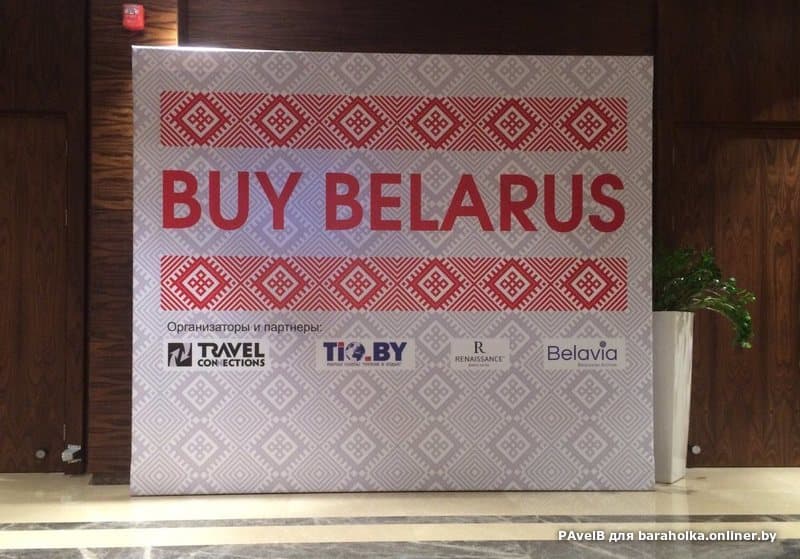 BUY BELARUS
Организаторы и партнеры:
TRAVEL
CONNECTIONS
TIO.BY
R
RENAISSANCE
Belavia
PAvelB для baraholka.onliner.by